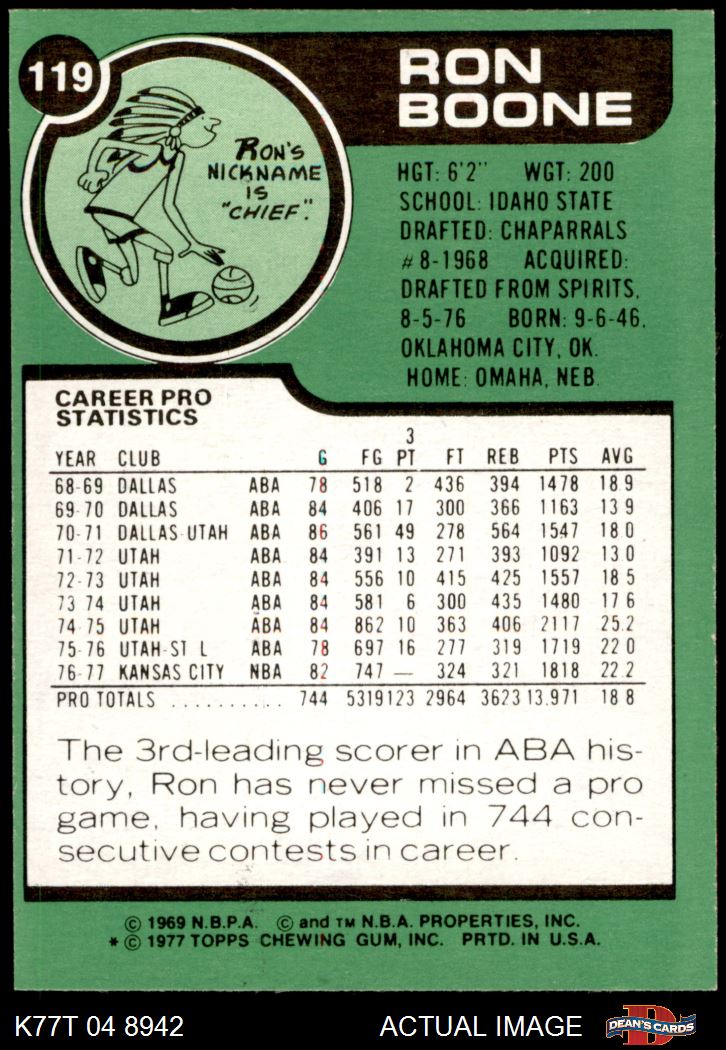 119
RON
BOONE
RON'S
NICKNAME
IS
"CHIEF".
HGT: 6'2" WGT: 200
SCHOOL: IDAHO STATE
DRAFTED: CHAPARRALS
#8-1968 ACQUIRED:
DRAFTED FROM SPIRITS,
8-5-76 BORN: 9-6-46,
OKLAHOMA CITY, OK.
HOME: OMAHA, NEB.
CAREER PRO
STATISTICS
YEAR CLUB G FG 3 PT FT REB PTS AVG
68-69 DALLAS ABA 78 518 2 436 394 1478 18.9
69-70 DALLAS ABA 84 406 17 300 366 1163 13.9
70-71 DALLAS-UTAH ABA 86 561 49 278 564 1547 18.0
71-72 UTAH ABA 84 391 13 271 393 1092 13.0
72-73 UTAH ABA 84 556 10 415 425 1557 18.5
73-74 UTAH ABA 84 581 6 300 435 1480 17.6
74-75 UTAH ABA 84 862 10 363 406 2117 25.2
75-76 UTAH-ST L ABA 78 697 16 277 319 1719 22.0
76-77 KANSAS CITY NBA 82 747 — 324 321 1818 22.2
PRO TOTALS .......... 744 5319 123 2964 3623 13,971 18.8
The 3rd-leading scorer in ABA his-
tory, Ron has never missed a pro
game, having played in 744 con-
secutive contests in career.
© 1969 N.B.P.A. © and TM N.B.A. PROPERTIES, INC.
* © 1977 TOPPS CHEWING GUM, INC. PRTD. IN U.S.A.
K77T 04 8942 ACTUAL IMAGE D DEAN'S CARDS